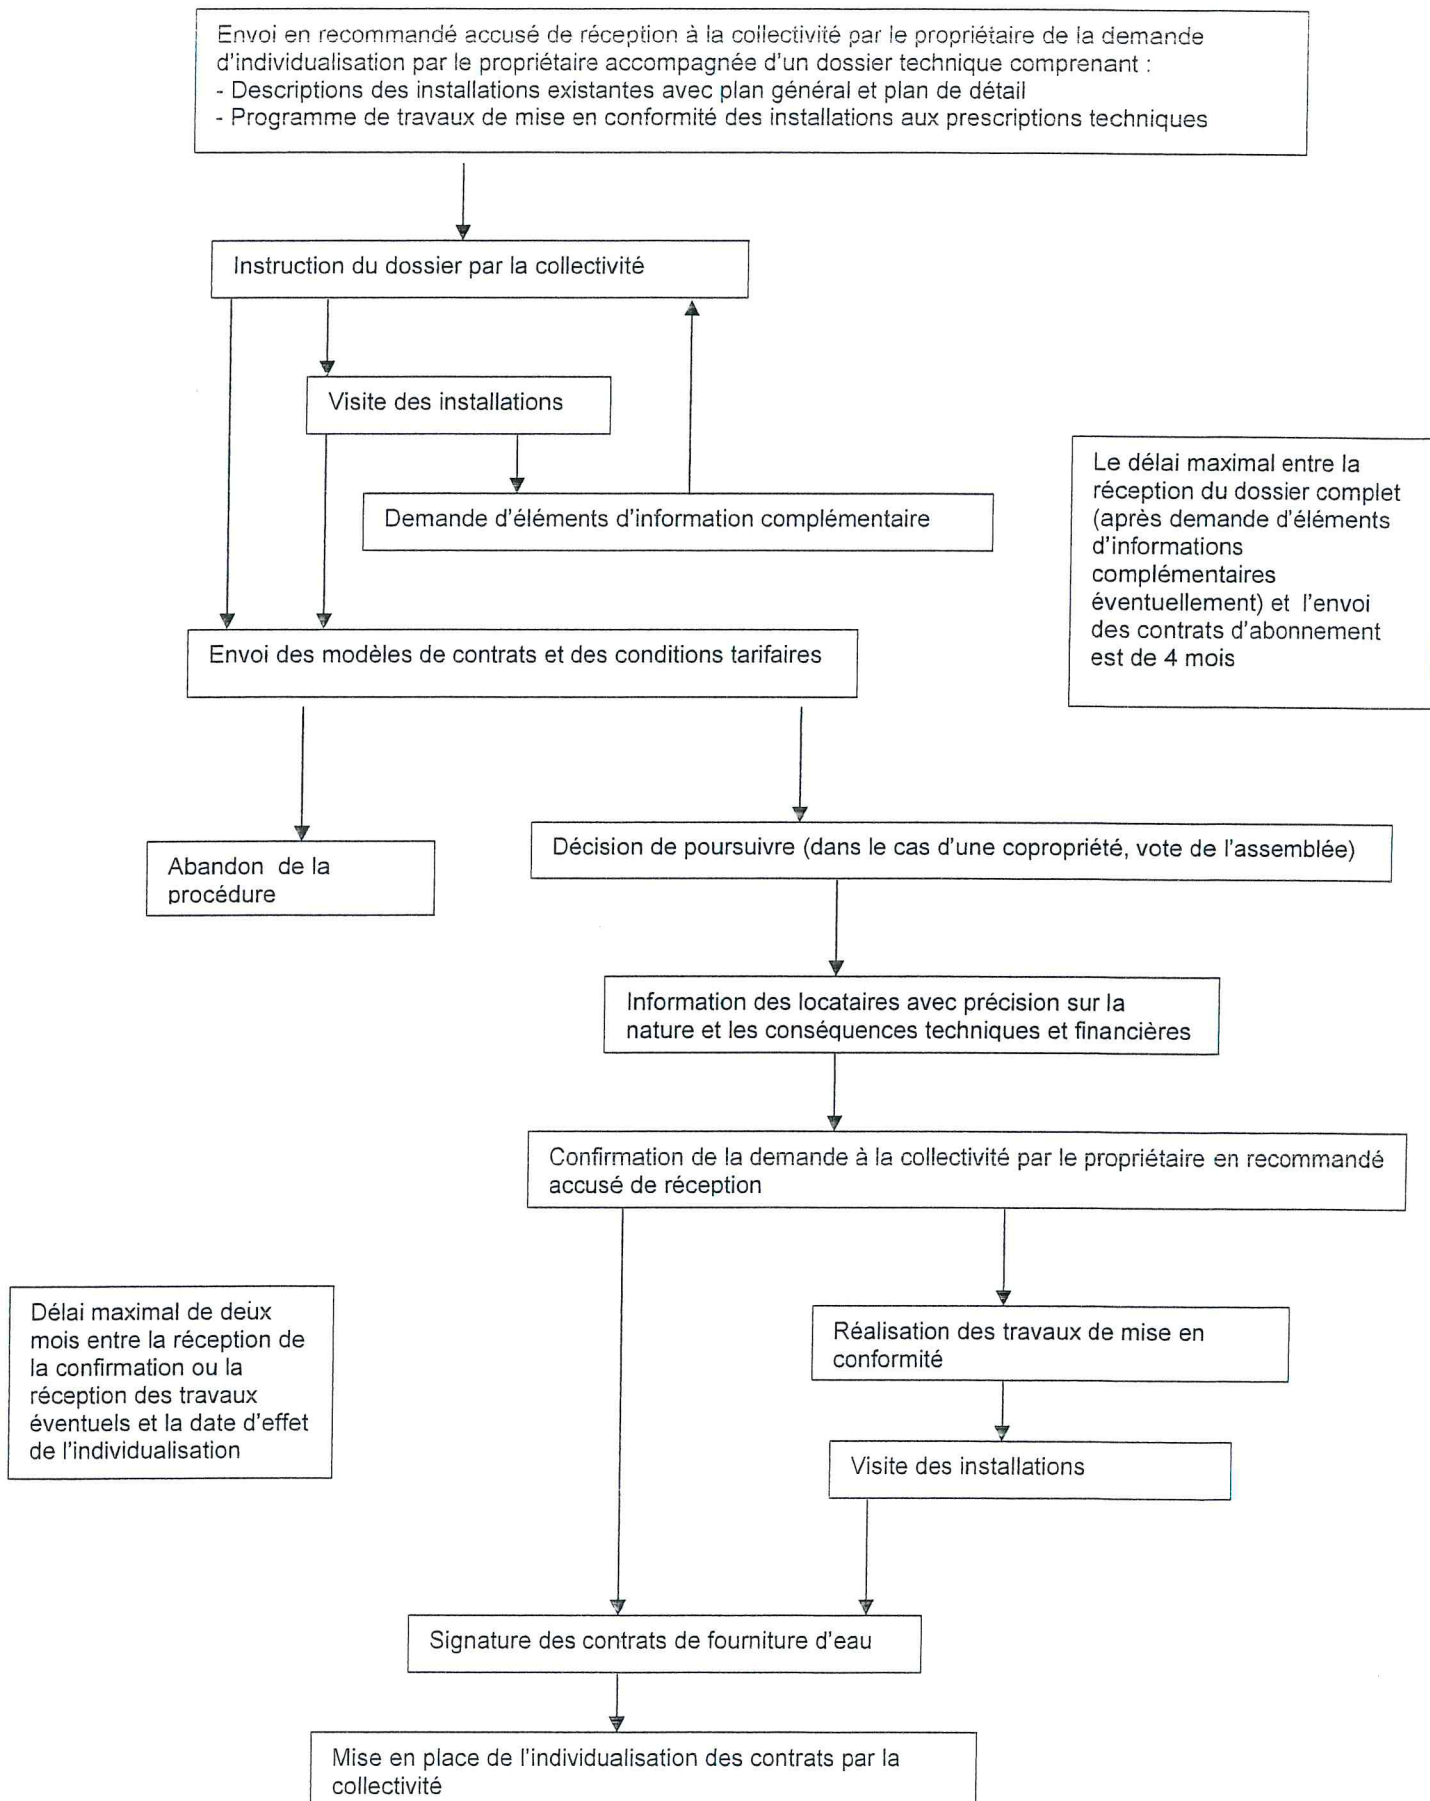 Envoi en recommandé accusé de réception à la collectivité par le propriétaire de la demande
d'individualisation par le propriétaire accompagnée d'un dossier technique comprenant :
- Descriptions des installations existantes avec plan général et plan de détail
- Programme de travaux de mise en conformité des installations aux prescriptions techniques
Instruction du dossier par la collectivité
Visite des installations
Demande d'éléments d'information complémentaire
Le délai maximal entre la
réception du dossier complet
(après demande d'éléments
d'informations
complémentaires
éventuellement) et l'envoi
des contrats d'abonnement
est de 4 mois
Envoi des modèles de contrats et des conditions tarifaires
Abandon de la
procédure
Décision de poursuivre (dans le cas d'une copropriété, vote de l'assemblée)
Information des locataires avec précision sur la
nature et les conséquences techniques et financières
Confirmation de la demande à la collectivité par le propriétaire en recommandé
accusé de réception
Délai maximal de deux
mois entre la réception de
la confirmation ou la
réception des travaux
éventuels et la date d'effet
de l'individualisation
Réalisation des travaux de mise en
conformité
Visite des installations
Signature des contrats de fourniture d'eau
Mise en place de l'individualisation des contrats par la
collectivité